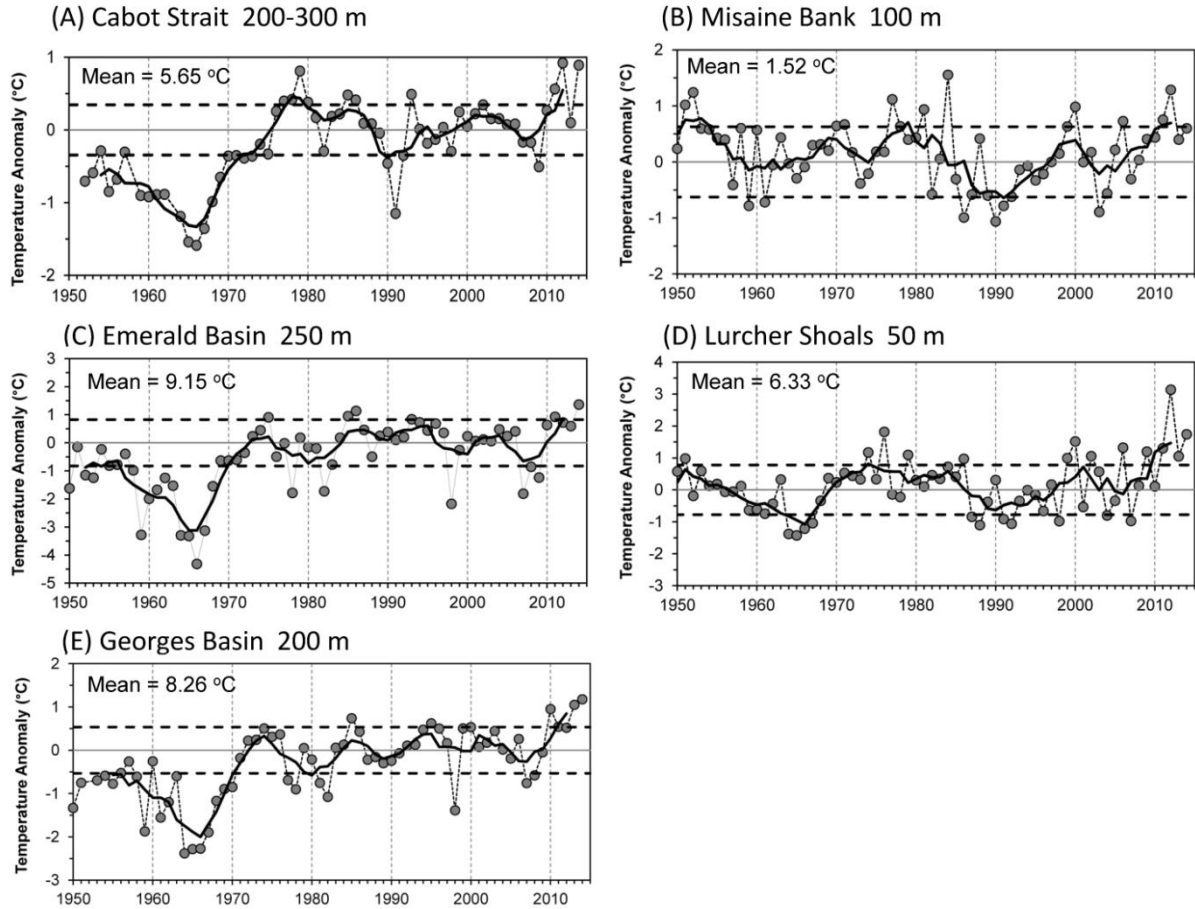 (A) Cabot Strait 200-300 m
Temperature Anomaly (°C)
1
0
-1
-2
Mean = 5.65 °C
1950 1960 1970 1980 1990 2000 2010
(B) Misaine Bank 100 m
Temperature Anomaly (°C)
2
1
0
-1
-2
Mean = 1.52 °C
1950 1960 1970 1980 1990 2000 2010
(C) Emerald Basin 250 m
Temperature Anomaly (°C)
3
2
1
0
-1
-2
-3
-4
-5
Mean = 9.15 °C
1950 1960 1970 1980 1990 2000 2010
(D) Lurcher Shoals 50 m
Temperature Anomaly (°C)
4
3
2
1
0
-1
-2
-3
Mean = 6.33 °C
1950 1960 1970 1980 1990 2000 2010
(E) Georges Basin 200 m
Temperature Anomaly (°C)
2
1
0
-1
-2
-3
Mean = 8.26 °C
1950 1960 1970 1980 1990 2000 2010